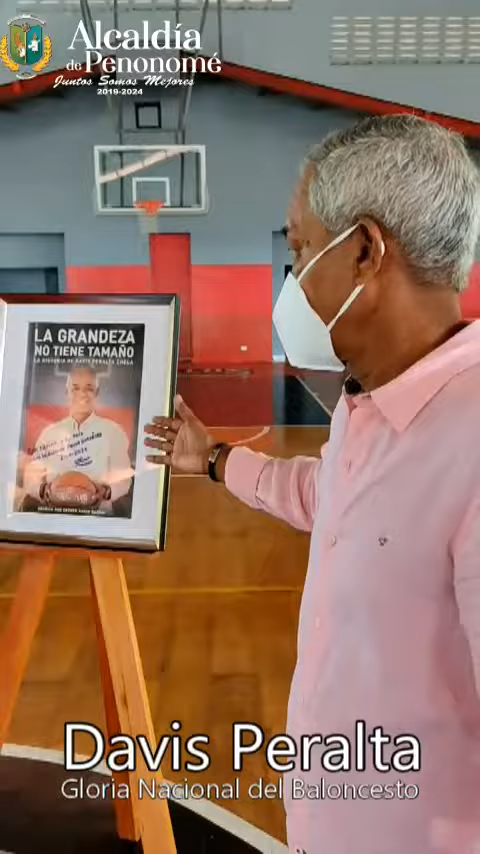 Alcaldía
de Penonomé
Juntos Somos Mejores
2019-2024
LA GRANDEZA
NO TIENE TAMAÑO
LA HISTORIA DE DAVIS PERALTA
Davis Peralta
Gloria Nacional del Baloncesto